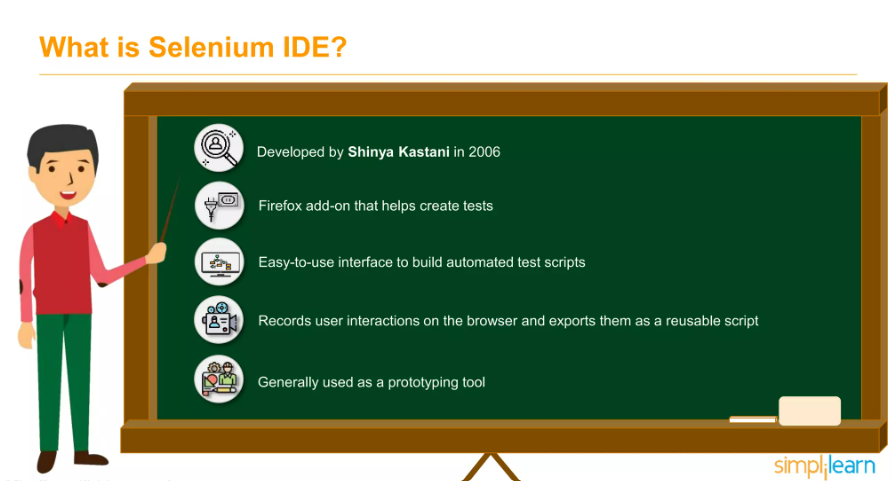 What is Selenium IDE?
Developed by Shinya Kastani in 2006
Firefox add-on that helps create tests
Easy-to-use interface to build automated test scripts
Records user interactions on the browser and exports them as a reusable script
Generally used as a prototyping tool
simplilearn